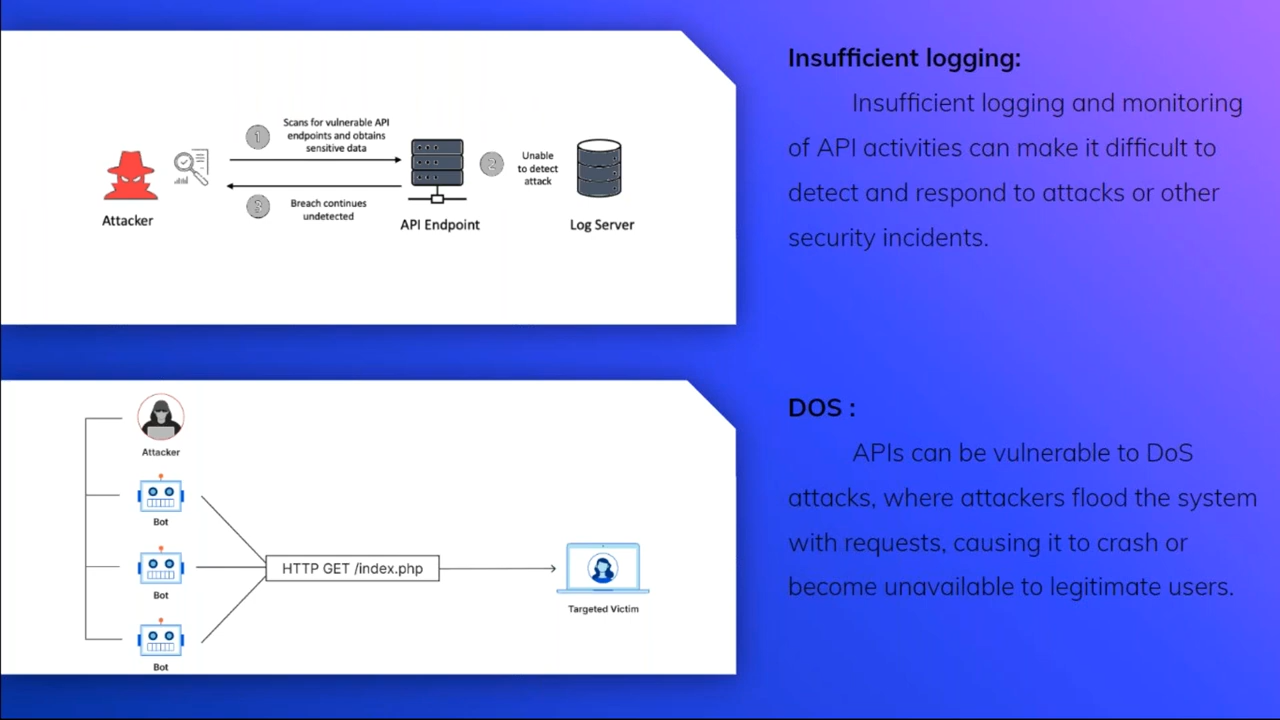 Insufficient logging:
Insufficient logging and monitoring
of API activities can make it difficult to
detect and respond to attacks or other
security incidents.
1
Scans for vulnerable API
endpoints and obtains
sensitive data
2
Unable
to detect
attack
3
Breach continues
undetected
Attacker
API Endpoint
Log Server
DOS :
APIs can be vulnerable to DoS
attacks, where attackers flood the system
with requests, causing it to crash or
become unavailable to legitimate users.
Attacker
Bot
Bot
Bot
HTTP GET /index.php
Targeted Victim